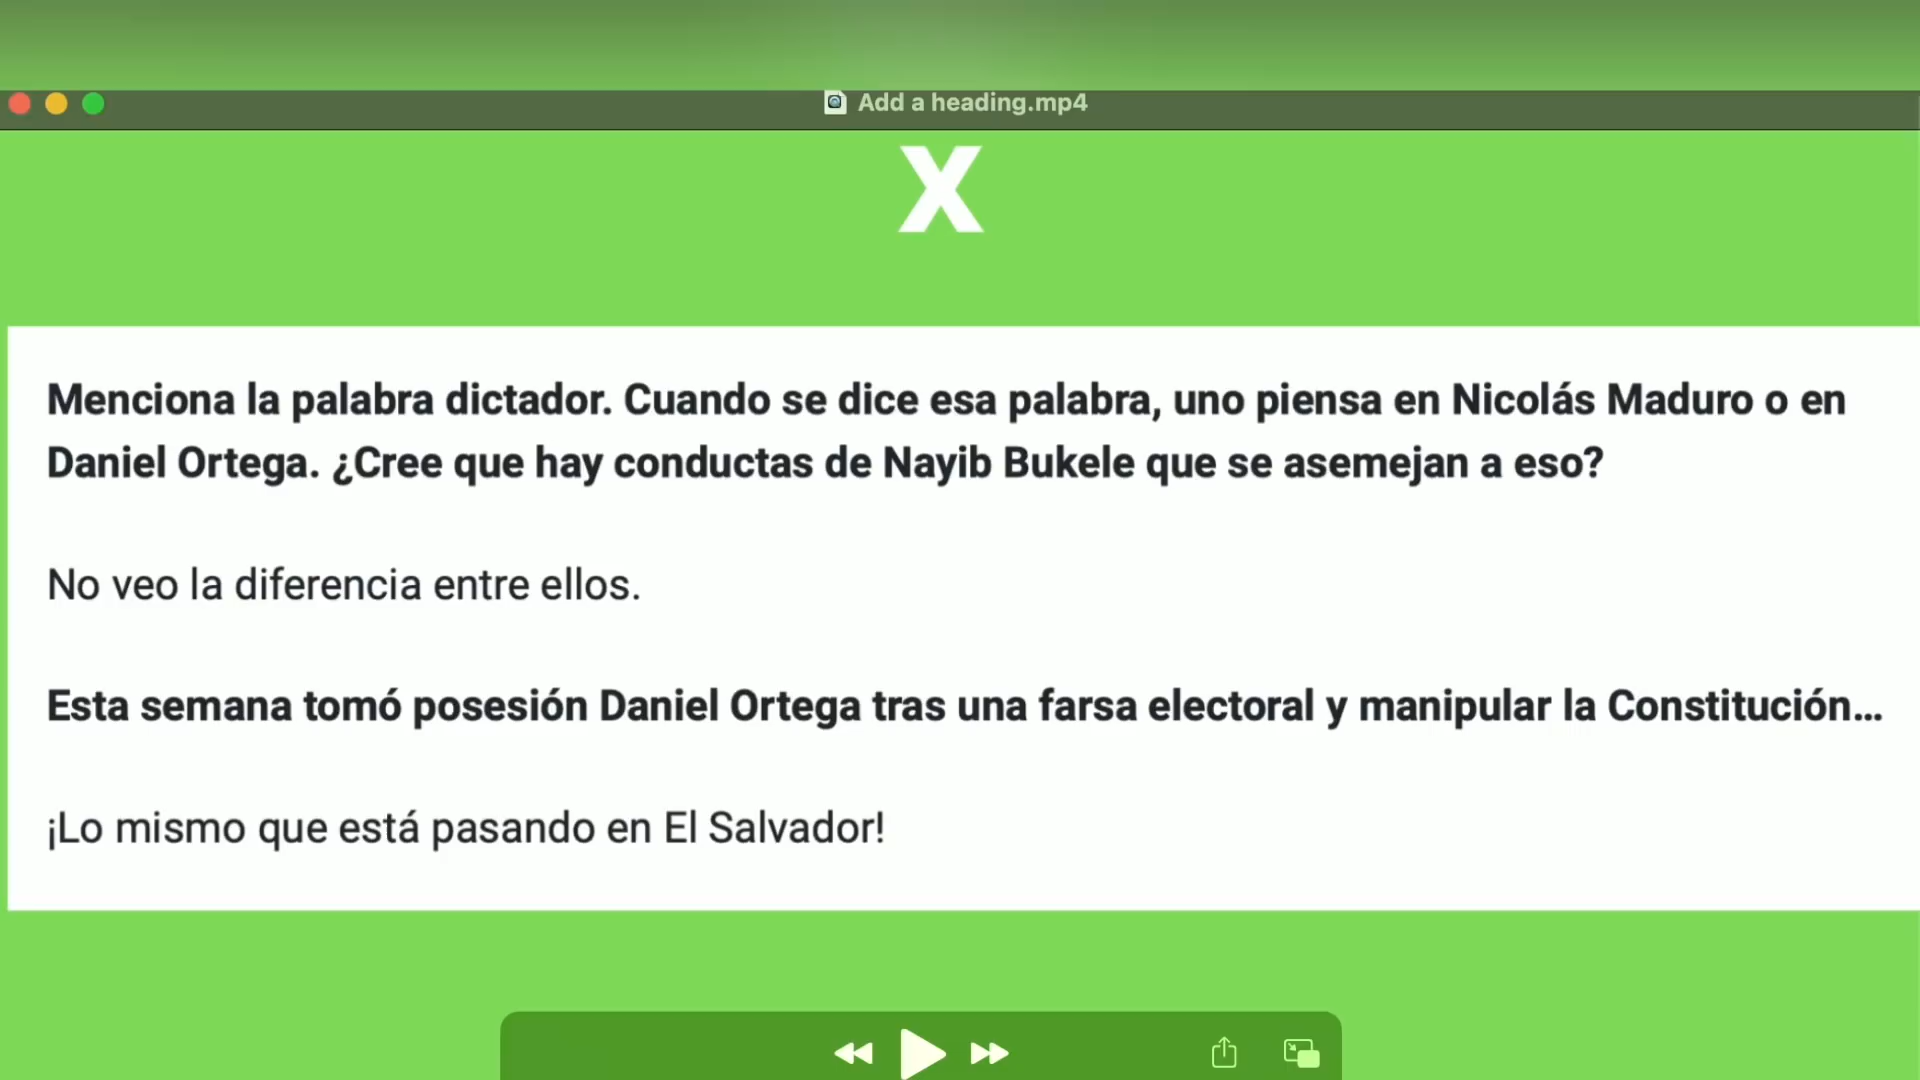 Add a heading.mp4
X
Menciona la palabra dictador. Cuando se dice esa palabra, uno piensa en Nicolás Maduro o en
Daniel Ortega. ¿Cree que hay conductas de Nayib Bukele que se asemejan a eso?
No veo la diferencia entre ellos.
Esta semana tomó posesión Daniel Ortega tras una farsa electoral y manipular la Constitución...
¡Lo mismo que está pasando en El Salvador!